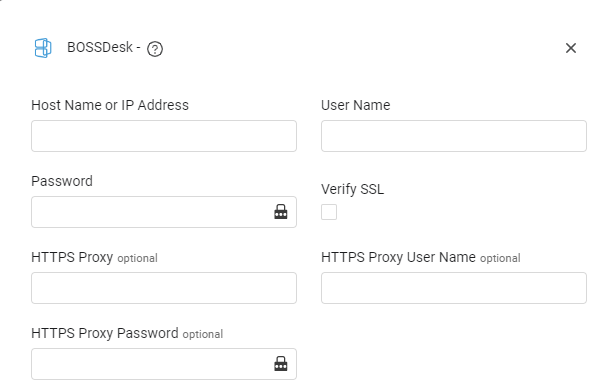 BOSSDesk - ?
Host Name or IP Address
User Name
Password
Verify SSL
HTTPS Proxy optional
HTTPS Proxy User Name optional
HTTPS Proxy Password optional